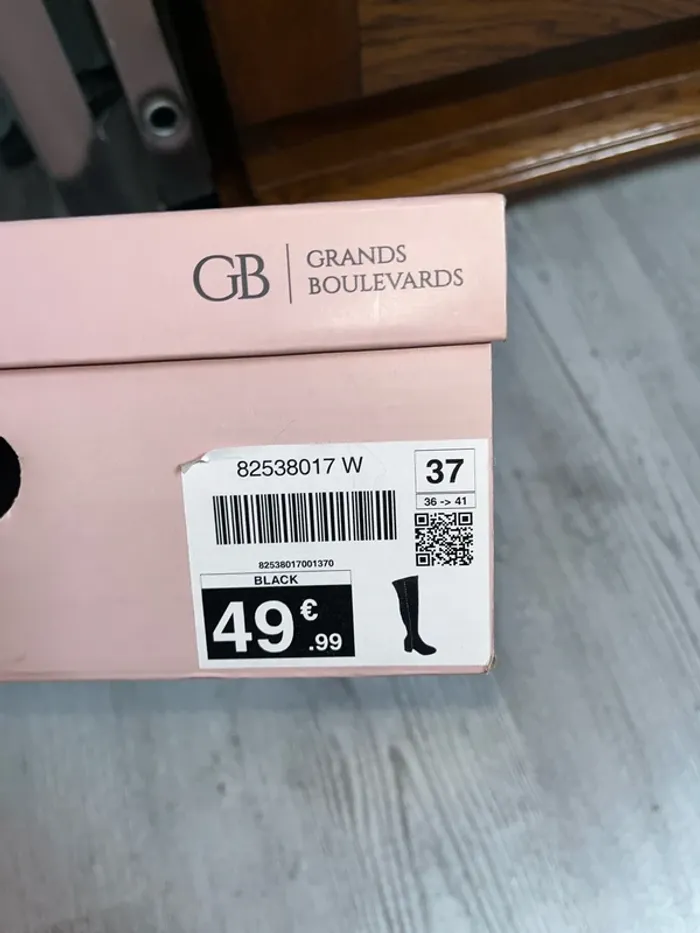 GB
GRANDS
BOULEVARDS
82538017 W
37
36 -> 41
82538017001370
BLACK
49€.99